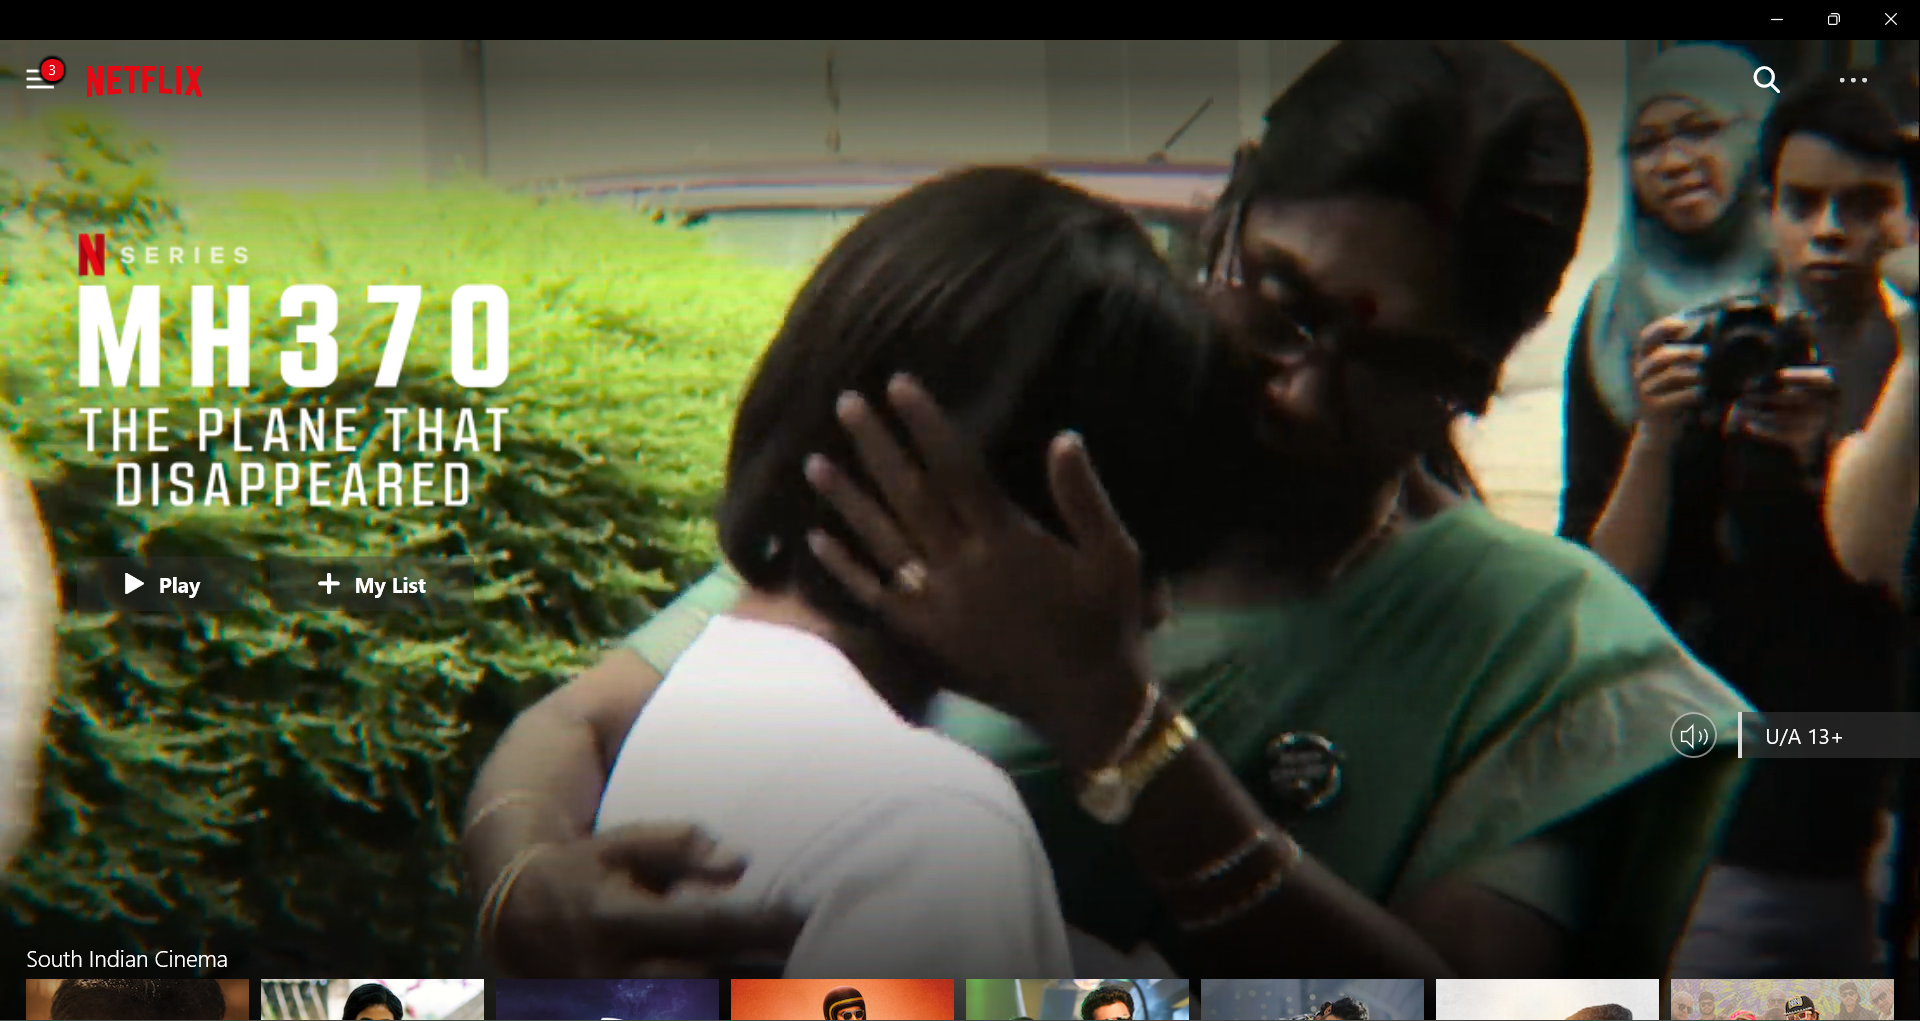 3
NETFLIX
N SERIES
MH370
THE PLANE THAT
DISAPPEARED
Play
My List
U/A 13+
South Indian Cinema